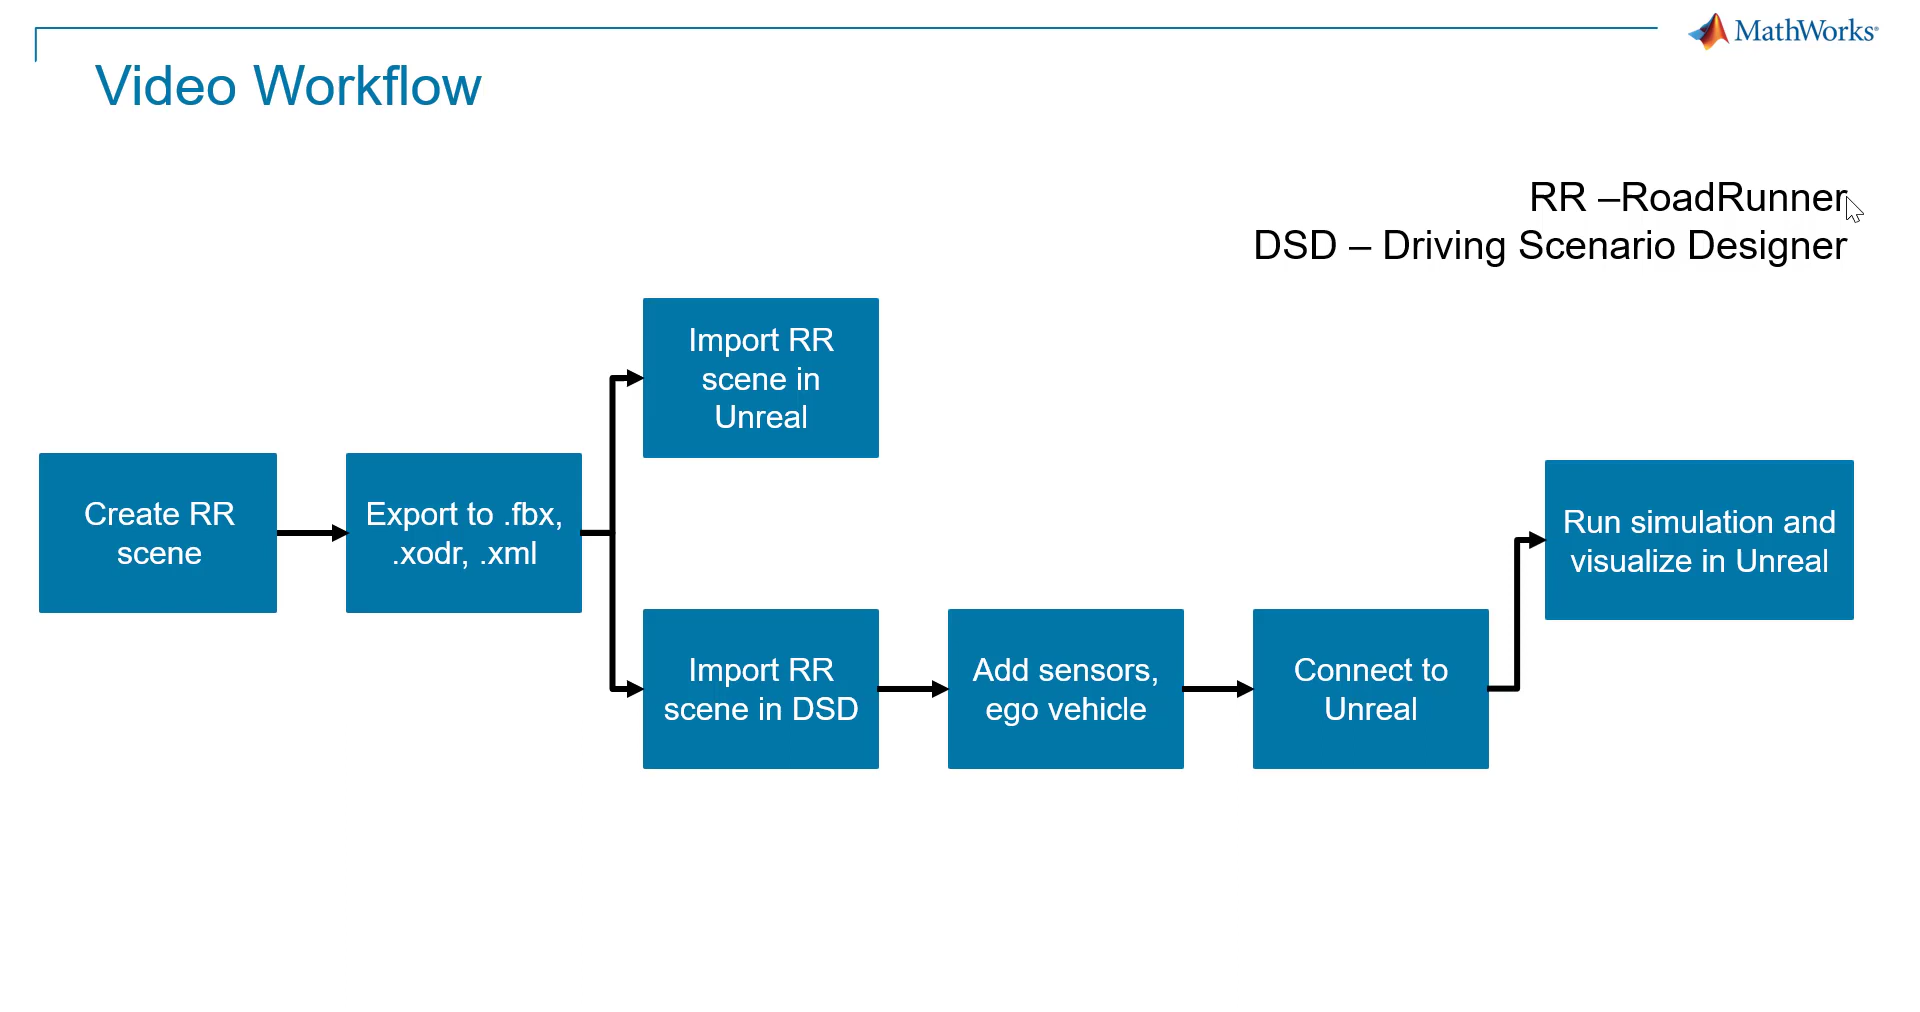 MathWorks®
Video Workflow
RR –RoadRunner
DSD – Driving Scenario Designer
Import RR
scene in
Unreal
Create RR
scene
Export to .fbx,
.xodr, .xml
Run simulation and
visualize in Unreal
Import RR
scene in DSD
Add sensors,
ego vehicle
Connect to
Unreal